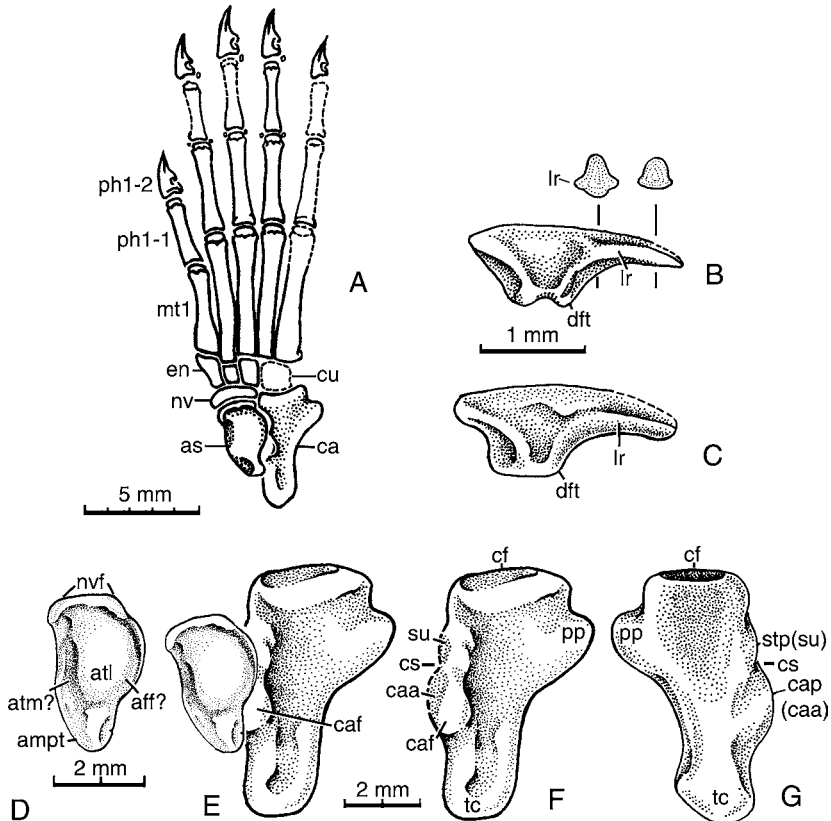 ph1-2
ph1-1
mt1
A
en
cu
nv
as
ca
5 mm
lr
lr
B
dft
1 mm
lr
C
dft
nvf
atl
atm?
aff?
ampt
2 mm
D
caf
E
2 mm
cf
su
pp
cs
caa
caf
tc
F
cf
pp
stp(su)
cs
cap
(caa)
tc
G